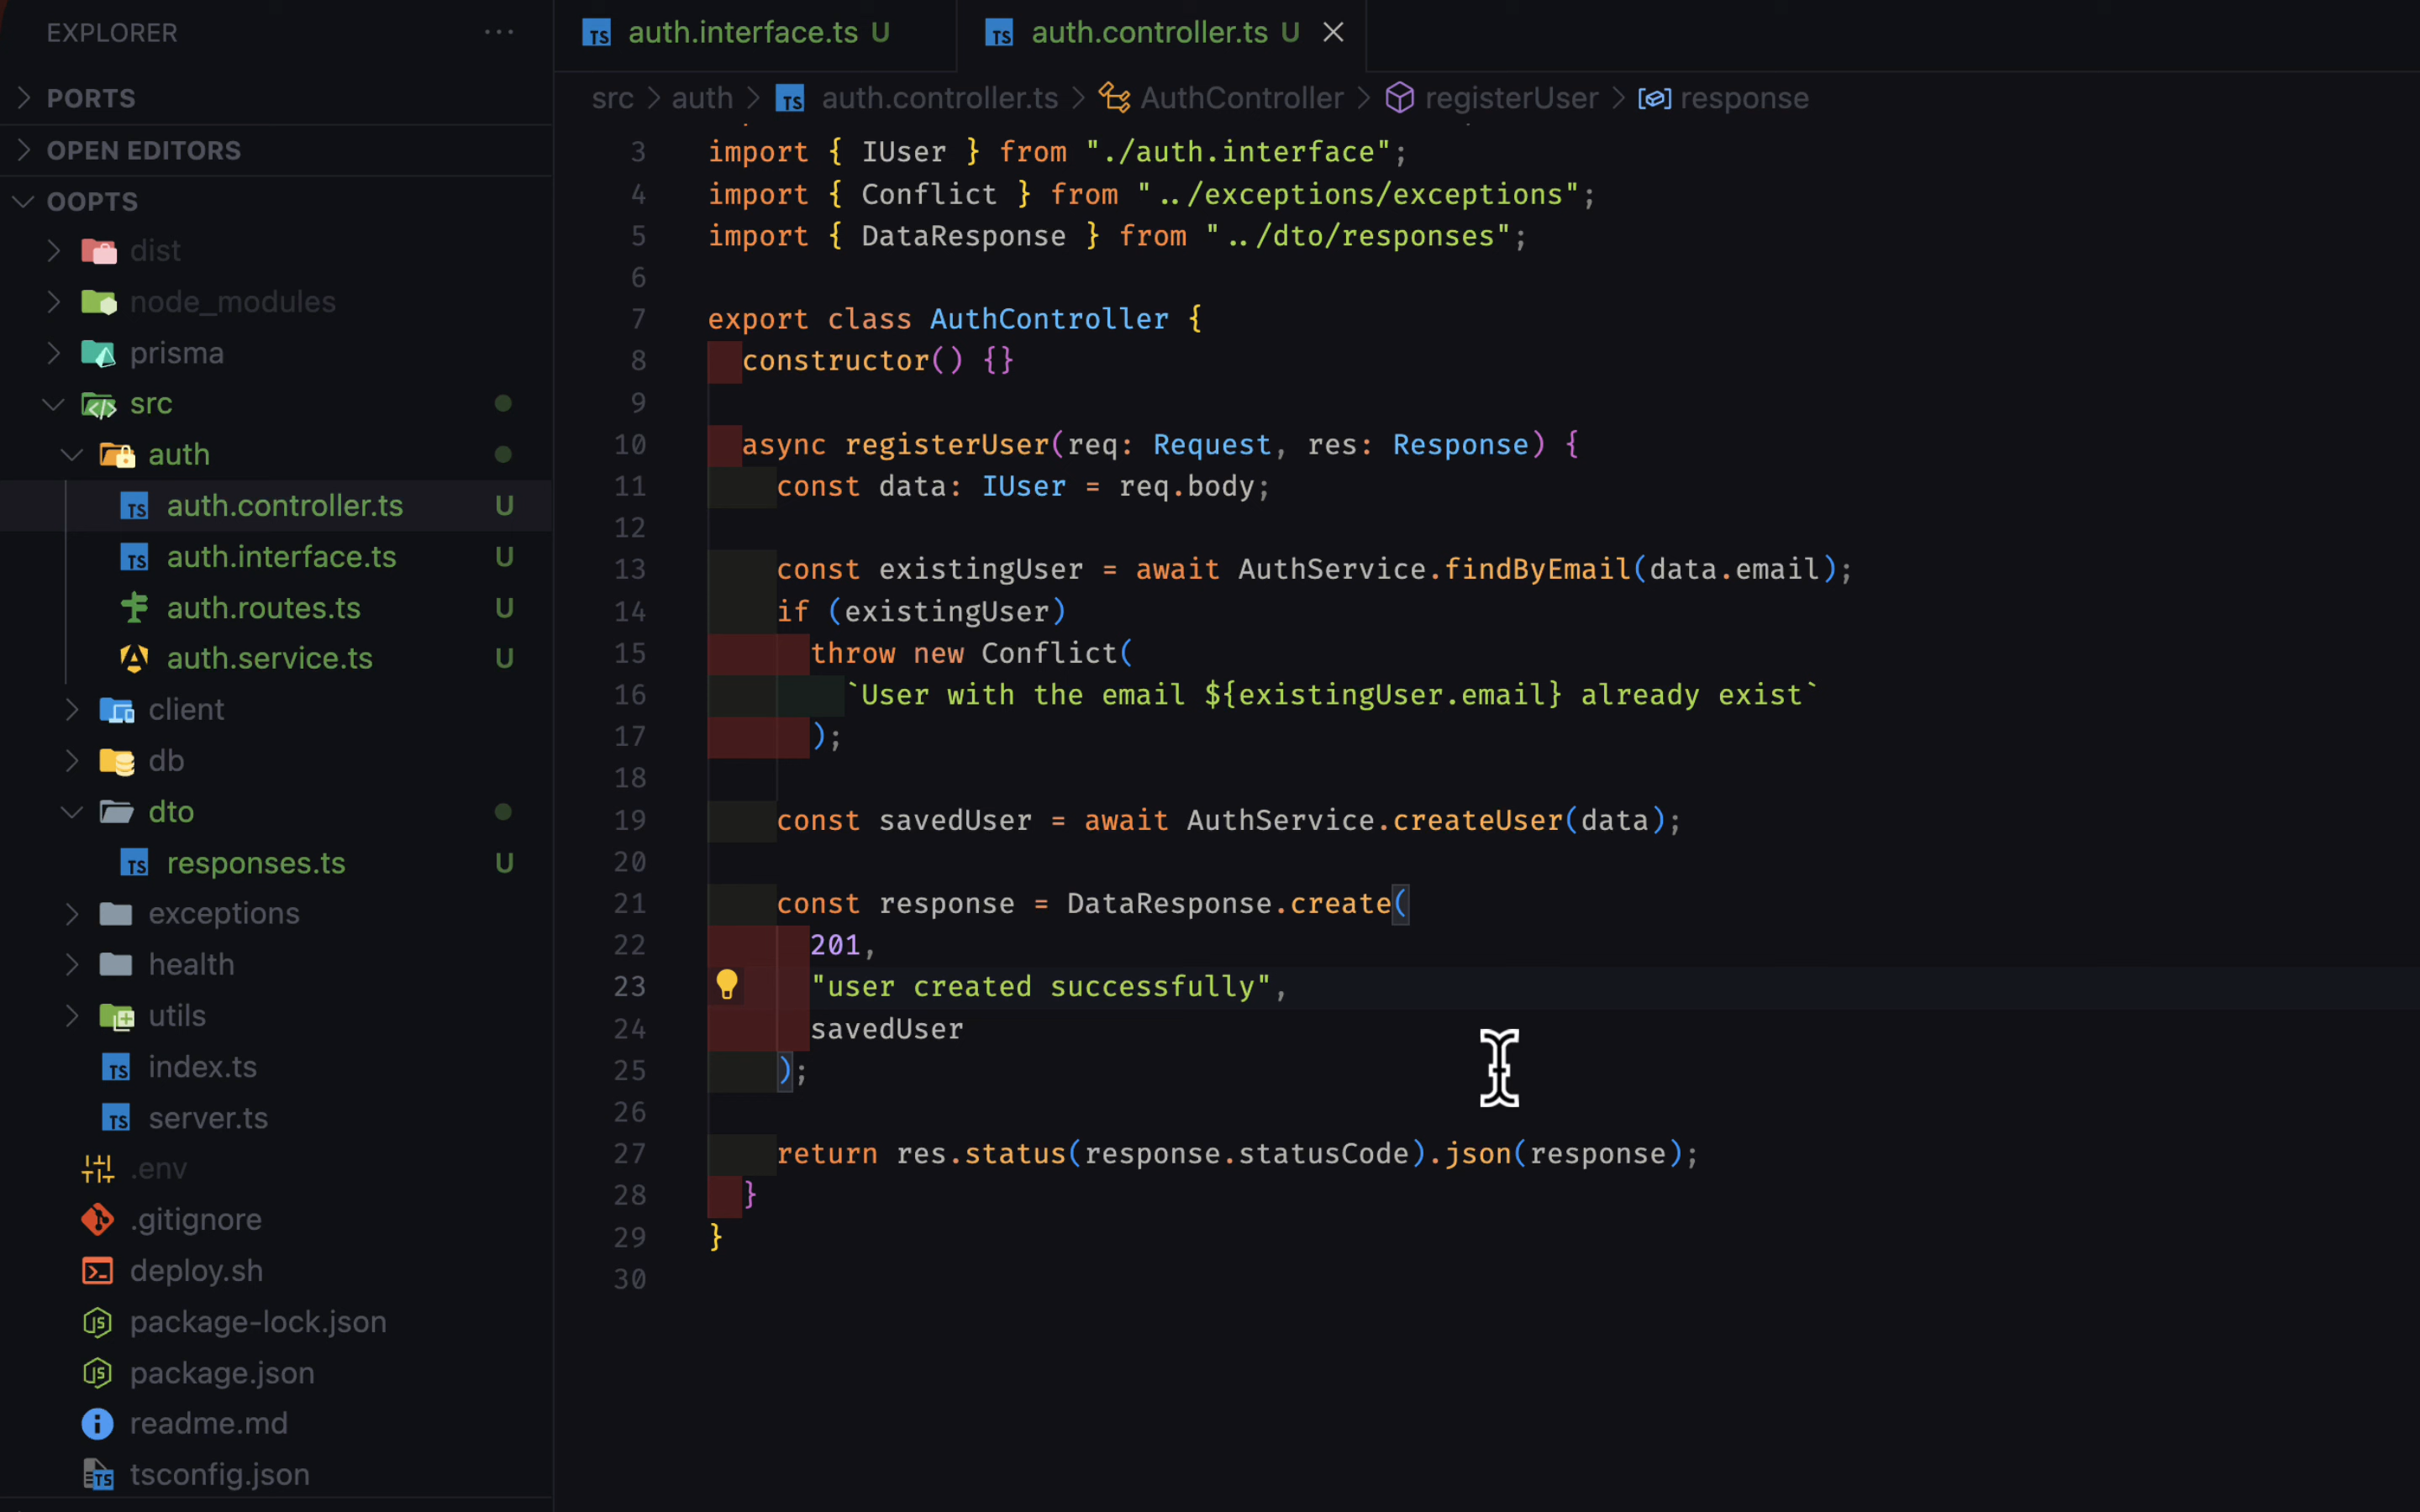 EXPLORER
PORTS
OPEN EDITORS
OOPTS
dist
node_modules
prisma
src
auth
auth.controller.ts U
auth.interface.ts U
auth.routes.ts U
auth.service.ts U
client
db
dto
responses.ts U
exceptions
health
utils
index.ts
server.ts
.env
.gitignore
deploy.sh
package-lock.json
package.json
readme.md
tsconfig.json
auth.interface.ts U
auth.controller.ts U
src > auth > auth.controller.ts > AuthController > registerUser > response
3 import { IUser } from "./auth.interface";
4 import { Conflict } from "../exceptions/exceptions";
5 import { DataResponse } from "../dto/responses";
6
7 export class AuthController {
8 constructor() {}
9
10 async registerUser(req: Request, res: Response) {
11 const data: IUser = req.body;
12
13 const existingUser = await AuthService.findByEmail(data.email);
14 if (existingUser)
15 throw new Conflict(
16 `User with the email ${existingUser.email} already exist`
17 );
18
19 const savedUser = await AuthService.createUser(data);
20
21 const response = DataResponse.create(
22 201,
23 "user created successfully",
24 savedUser
25 );
26
27 return res.status(response.statusCode).json(response);
28 }
29 }
30